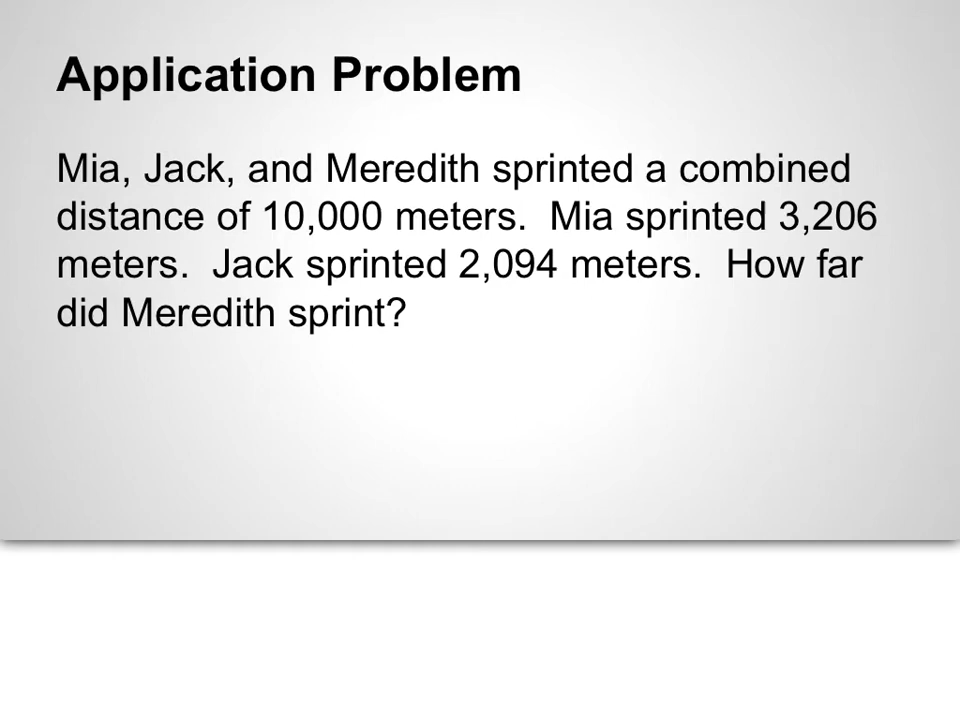 Application Problem
Mia, Jack, and Meredith sprinted a combined
distance of 10,000 meters.  Mia sprinted 3,206
meters.  Jack sprinted 2,094 meters.  How far
did Meredith sprint?